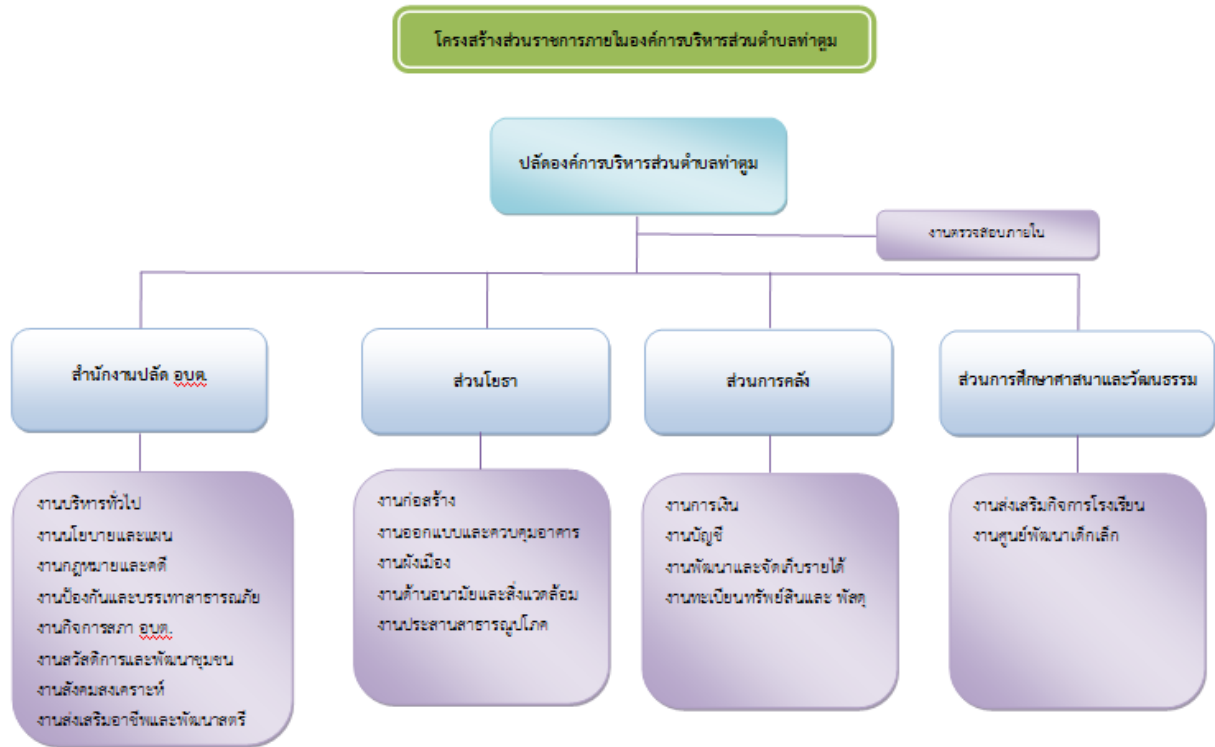 โครงสร้างส่วนราชการภายในองค์การบริหารส่วนตำบลท่าตูม
ปลัดองค์การบริหารส่วนตำบลท่าตูม
งานตรวจสอบภายใน
สำนักงานปลัด อบต.
ส่วนโยธา
ส่วนการคลัง
ส่วนการศึกษาศาสนาและวัฒนธรรม
งานบริหารทั่วไป
งานนโยบายและแผน
งานกฎหมายและคดี
งานป้องกันและบรรเทาสาธารณภัย
งานกิจการสภา อบต.
งานสวัสดิการและพัฒนาชุมชน
งานสังคมสงเคราะห์
งานส่งเสริมอาชีพและพัฒนาสตรี
งานก่อสร้าง
งานออกแบบและควบคุมอาคาร
งานผังเมือง
งานด้านอนามัยและสิ่งแวดล้อม
งานประสานสาธารณูปโภค
งานการเงิน
งานบัญชี
งานพัฒนาและจัดเก็บรายได้
งานทะเบียนทรัพย์สินและ พัสดุ
งานส่งเสริมกิจการโรงเรียน
งานศูนย์พัฒนาเด็กเล็ก